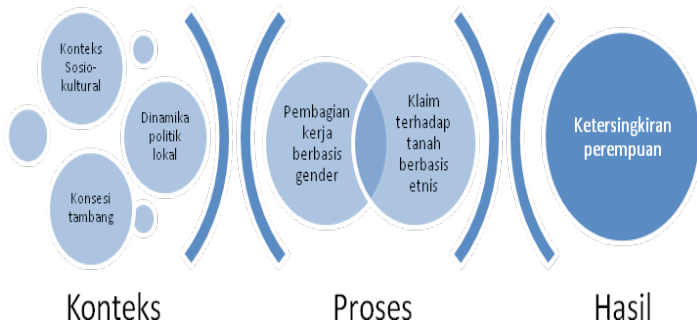 Konteks
Sosio-
kultural
Dinamika
politik
lokal
Konsesi
tambang
Pembagian
kerja
berbasis
gender
Klaim
terhadap
tanah
berbasis
etnis
Ketersingkiran
perempuan
Konteks
Proses
Hasil